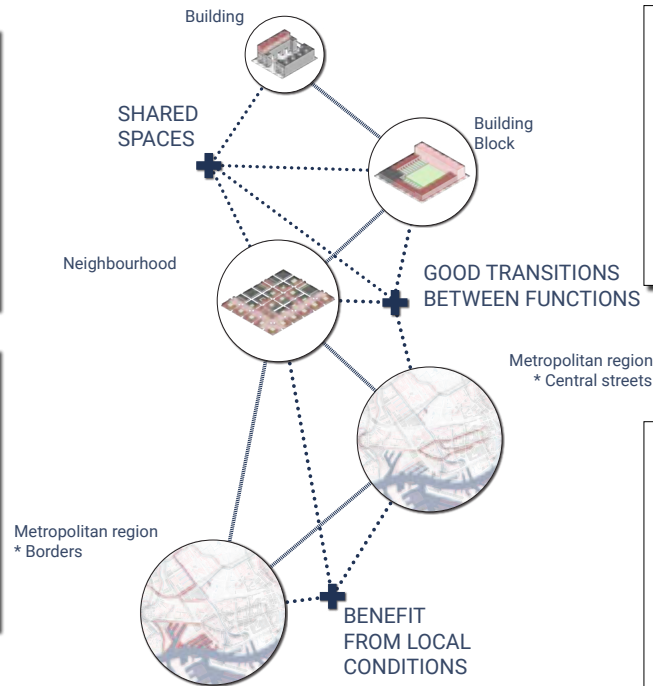 Building
SHARED
SPACES
Building
Block
Neighbourhood
GOOD TRANSITIONS
BETWEEN FUNCTIONS
Metropolitan region
* Central streets
Metropolitan region
* Borders
BENEFIT
FROM LOCAL
CONDITIONS